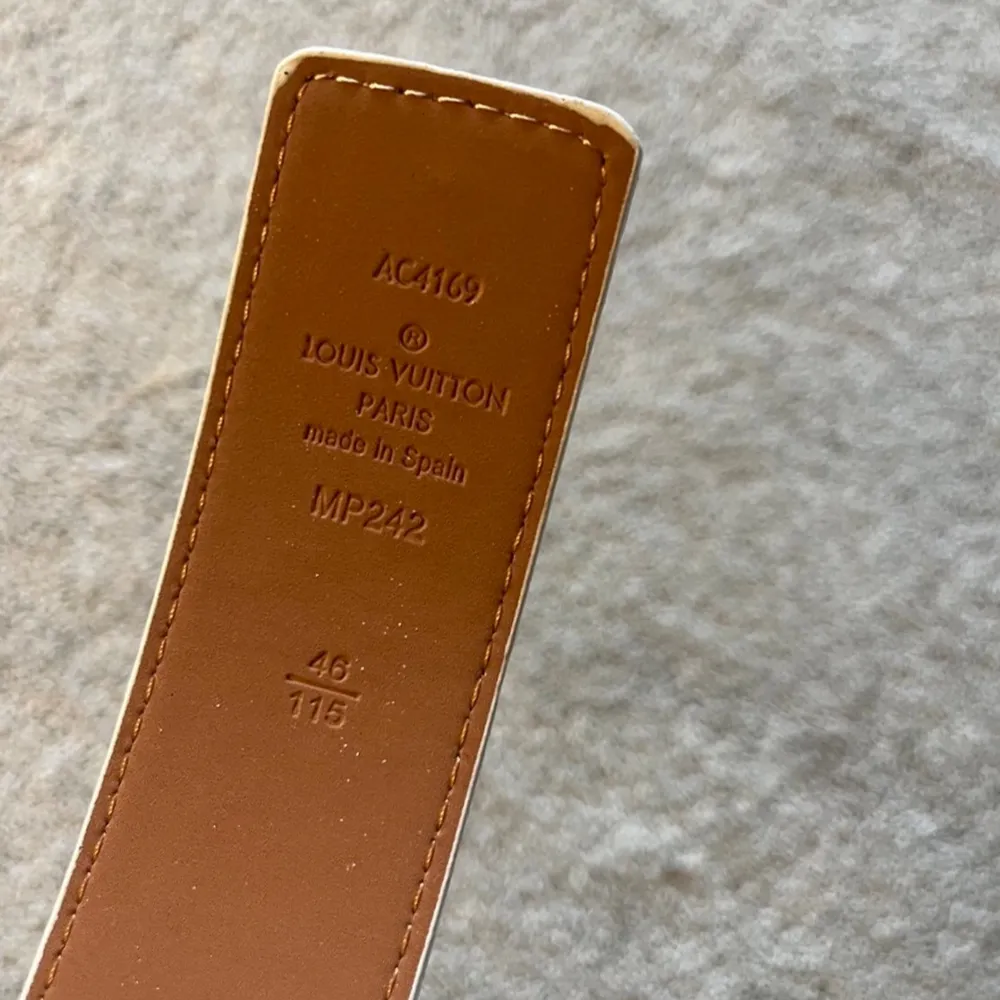 AC4169
®
LOUIS VUITTON
PARIS
made in Spain
MP242
46
115